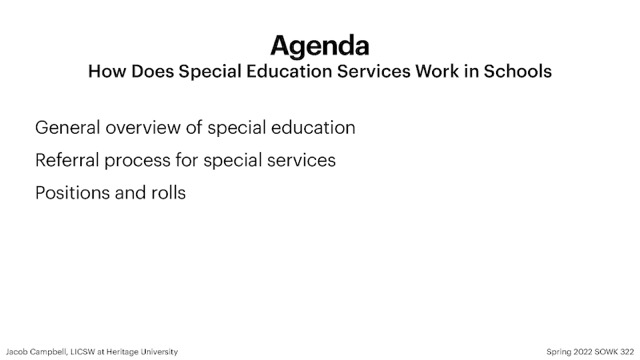 Agenda
How Does Special Education Services Work in Schools
General overview of special education
Referral process for special services
Positions and rolls
Jacob Campbell, LICSW at Heritage University
Spring 2022 SOWK 322